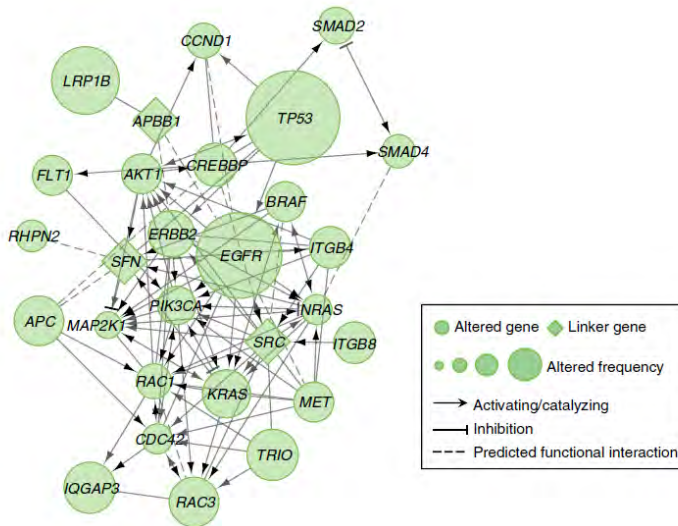 SMAD2
CCND1
LRP1B
APBB1
TP53
SMAD4
CREBBP
FLT1
AKT1
BRAF
RHPN2
ERBB2
ITGB4
EGFR
SFN
PIK3CA
NRAS
APC
MAP2K1
SRC
ITGB8
RAC1
KRAS
MET
CDC42
TRIO
IQGAP3
RAC3
Altered gene
Linker gene
Altered frequency
Activating/catalyzing
Inhibition
Predicted functional interaction